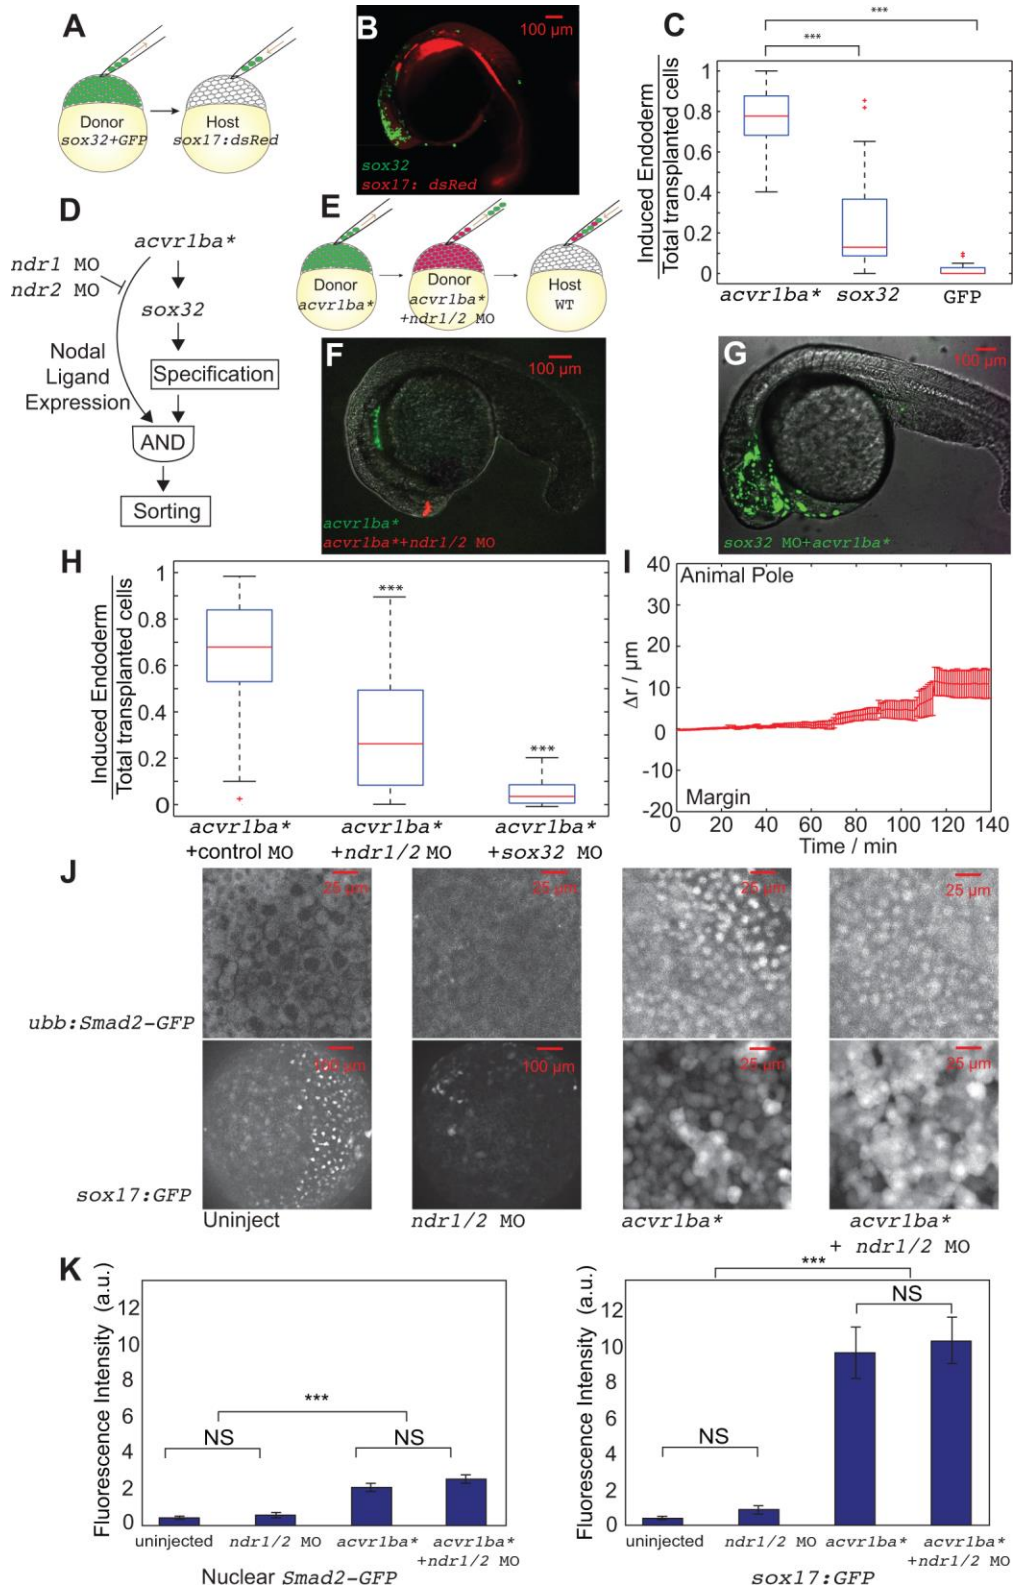 A
Donor
sox32+GFP
Host
sox17:dsRed
B
100 µm
sox32
sox17: dsRed
C
***
***
Induced Endoderm
Total transplanted cells
1
0.8
0.6
0.4
0.2
0
acvr1ba*
sox32
GFP
D
acvr1ba*
ndr1 MO
ndr2 MO
sox32
Nodal
Ligand
Expression
Specification
AND
Sorting
E
Donor
acvr1ba*
Donor
acvr1ba*
+ndr1/2 MO
Host
WT
F
100 µm
acvr1ba*
acvr1ba*+ndr1/2 MO
G
100 µm
sox32 MO+acvr1ba*
H
Induced Endoderm
Total transplanted cells
1
0.8
0.6
0.4
0.2
0
***
***
acvr1ba*
+control MO
acvr1ba*
+ndr1/2 MO
acvr1ba*
+sox32 MO
I
Animal Pole
Margin
Δr / µm
40
30
20
10
0
-10
-20
0 20 40 60 80 100 120 140
Time / min
J
25 µm
25 µm
25 µm
25 µm
ubb:Smad2-GFP
100 µm
100 µm
25 µm
25 µm
sox17:GFP
Uninject
ndr1/2 MO
acvr1ba*
acvr1ba*
+ ndr1/2 MO
K
Fluorescence Intensity (a.u.)
12
10
8
6
4
2
0
***
NS
NS
uninjected
ndr1/2 MO
acvr1ba*
acvr1ba*
+ndr1/2 MO
Nuclear Smad2-GFP
Fluorescence Intensity (a.u.)
12
10
8
6
4
2
0
***
NS
NS
uninjected
ndr1/2 MO
acvr1ba*
acvr1ba*
+ndr1/2 MO
sox17:GFP